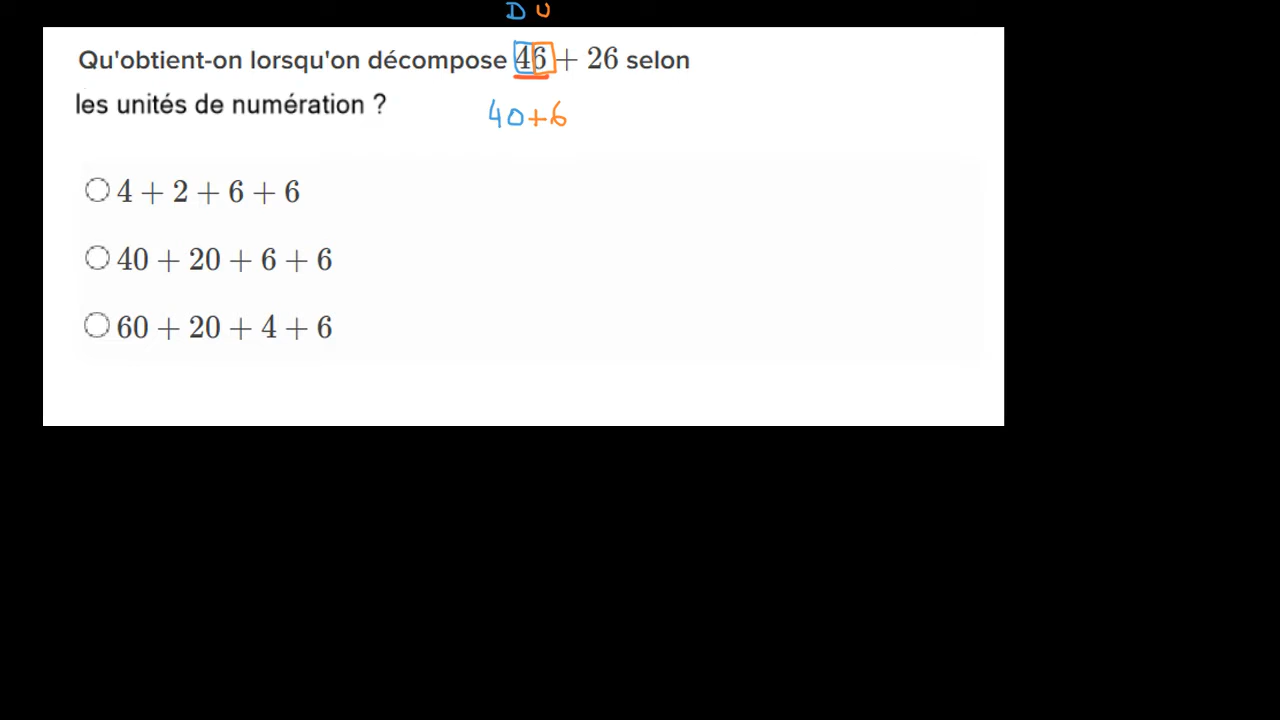 D U
Qu'obtient-on lorsqu'on décompose 46 + 26 selon
les unités de numération ?
40+6
4 + 2 + 6 + 6
40 + 20 + 6 + 6
60 + 20 + 4 + 6